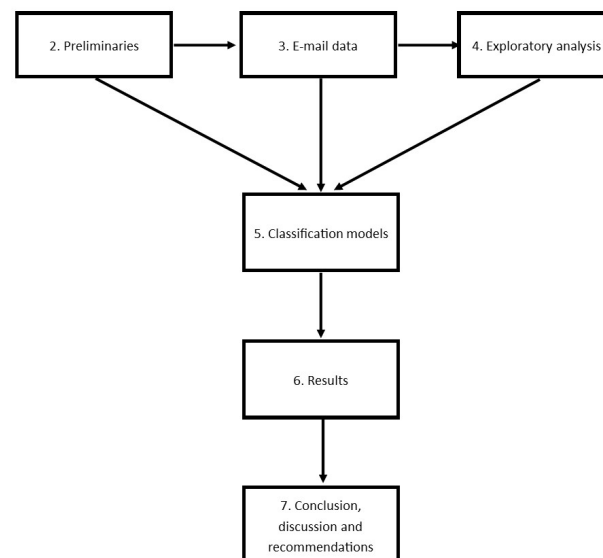 2. Preliminaries
3. E-mail data
4. Exploratory analysis
5. Classification models
6. Results
7. Conclusion,
discussion and
recommendations